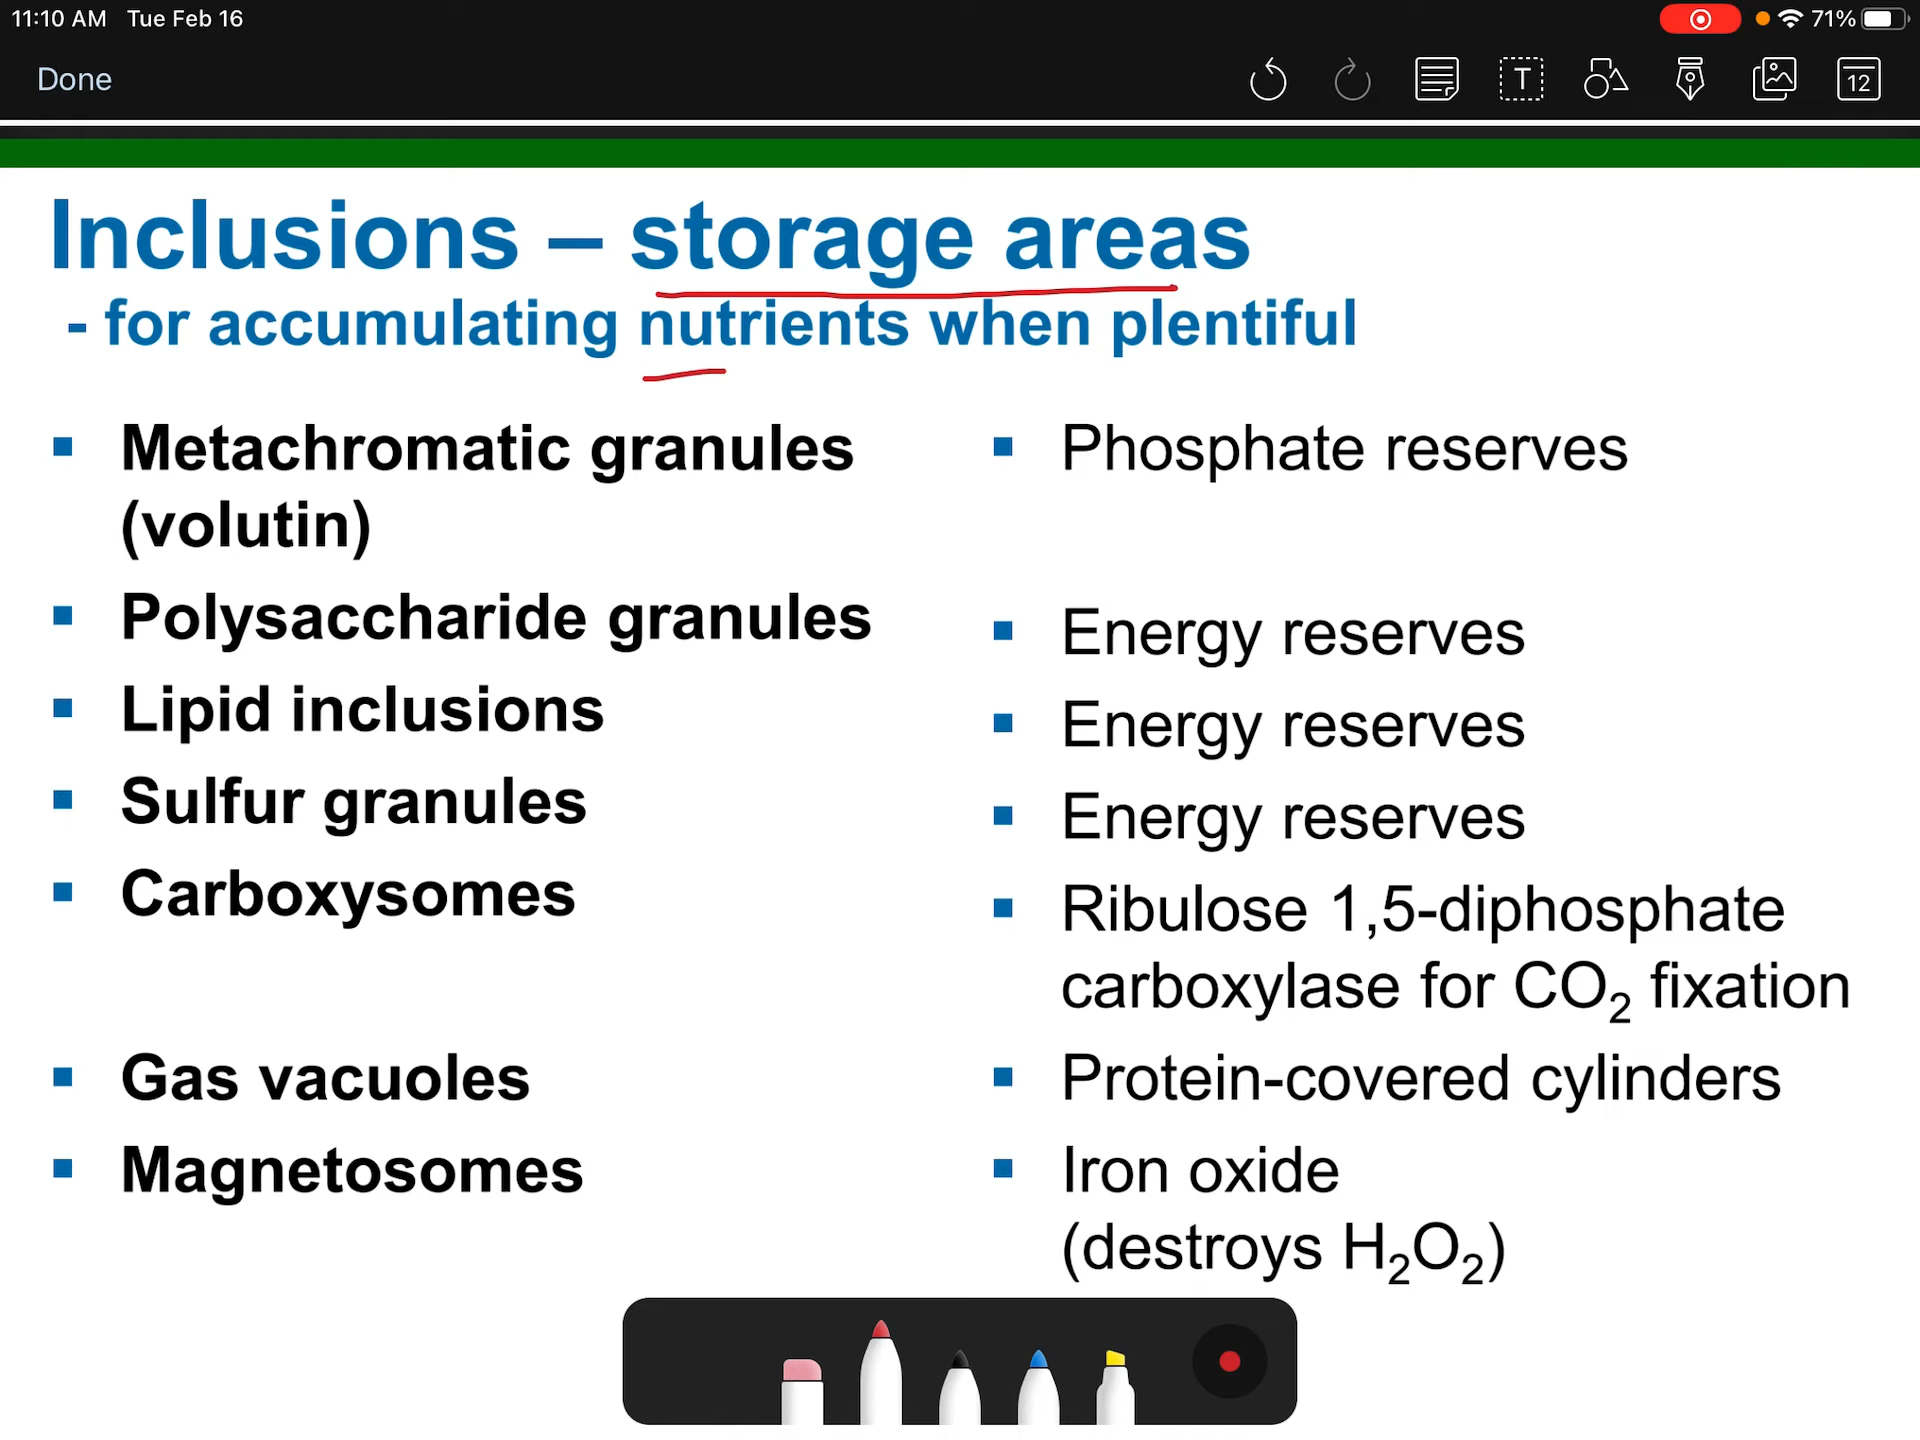 11:10 AM Tue Feb 16
71%
Done
T
12
Inclusions – storage areas
- for accumulating nutrients when plentiful
▪ Metachromatic granules
(volutin)
▪ Polysaccharide granules
▪ Lipid inclusions
▪ Sulfur granules
▪ Carboxysomes
▪ Gas vacuoles
▪ Magnetosomes
▪ Phosphate reserves
▪ Energy reserves
▪ Energy reserves
▪ Energy reserves
▪ Ribulose 1,5-diphosphate
carboxylase for CO₂ fixation
▪ Protein-covered cylinders
▪ Iron oxide
(destroys H₂O₂)